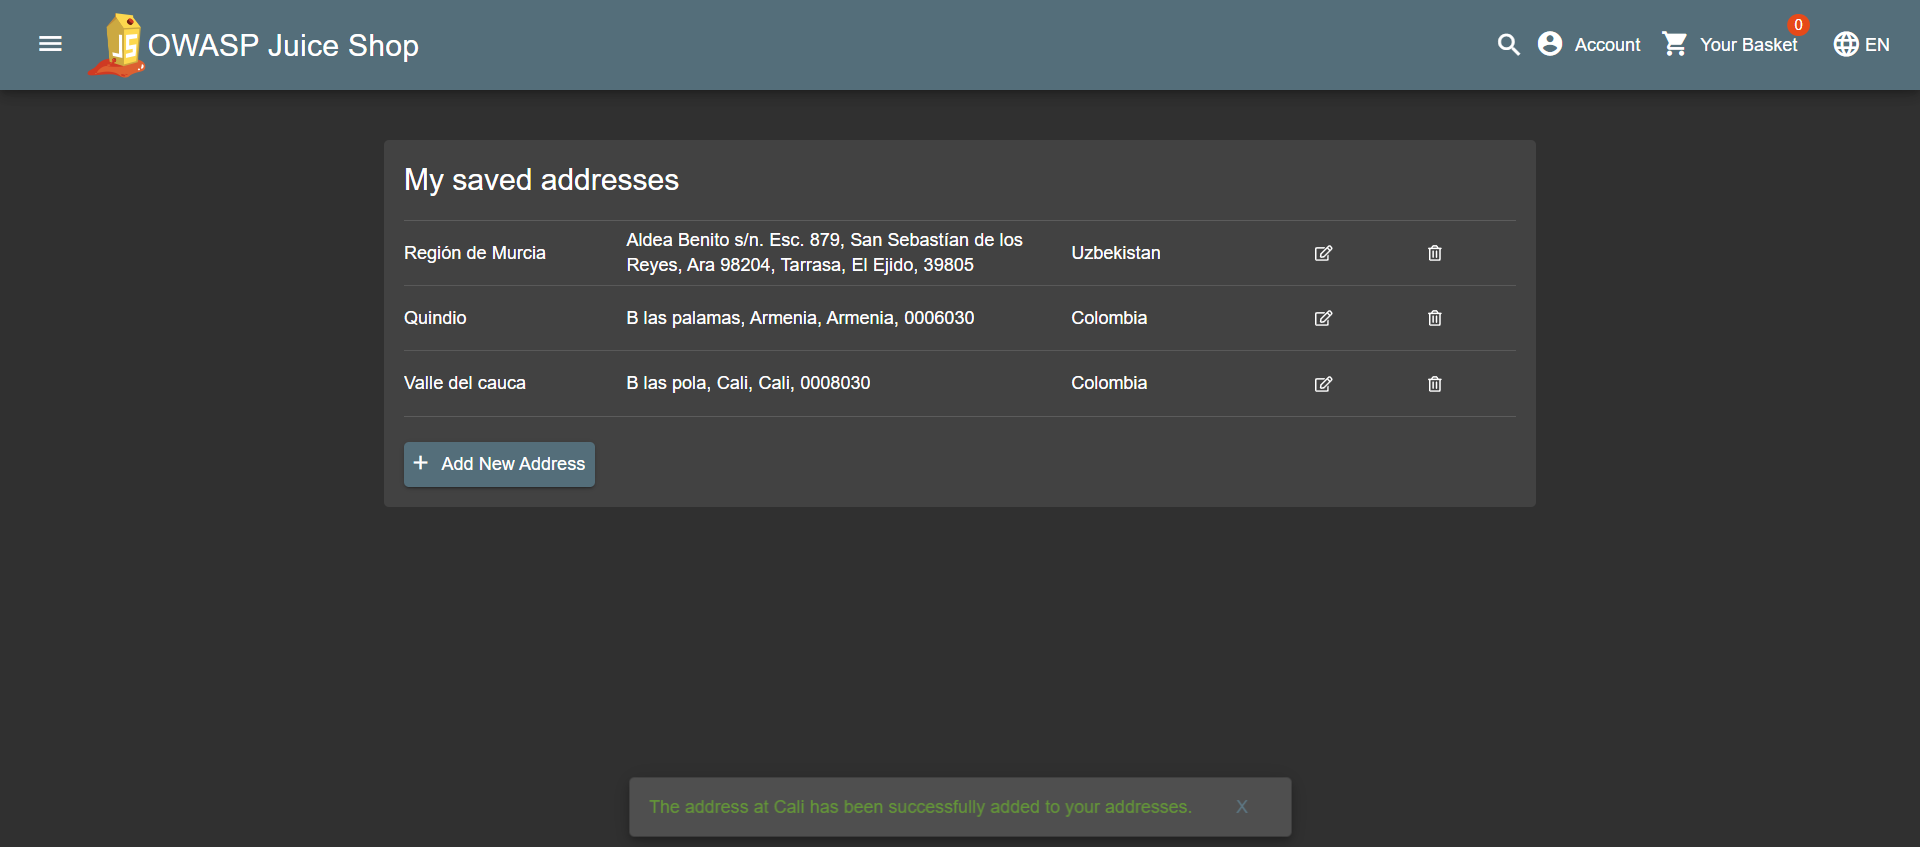 OWASP Juice Shop
Account
Your Basket
0
EN
My saved addresses
Región de Murcia
Aldea Benito s/n. Esc. 879, San Sebastían de los
Reyes, Ara 98204, Tarrasa, El Ejido, 39805
Uzbekistan
Quindio
B las palamas, Armenia, Armenia, 0006030
Colombia
Valle del cauca
B las pola, Cali, Cali, 0008030
Colombia
Add New Address
The address at Cali has been successfully added to your addresses.
X